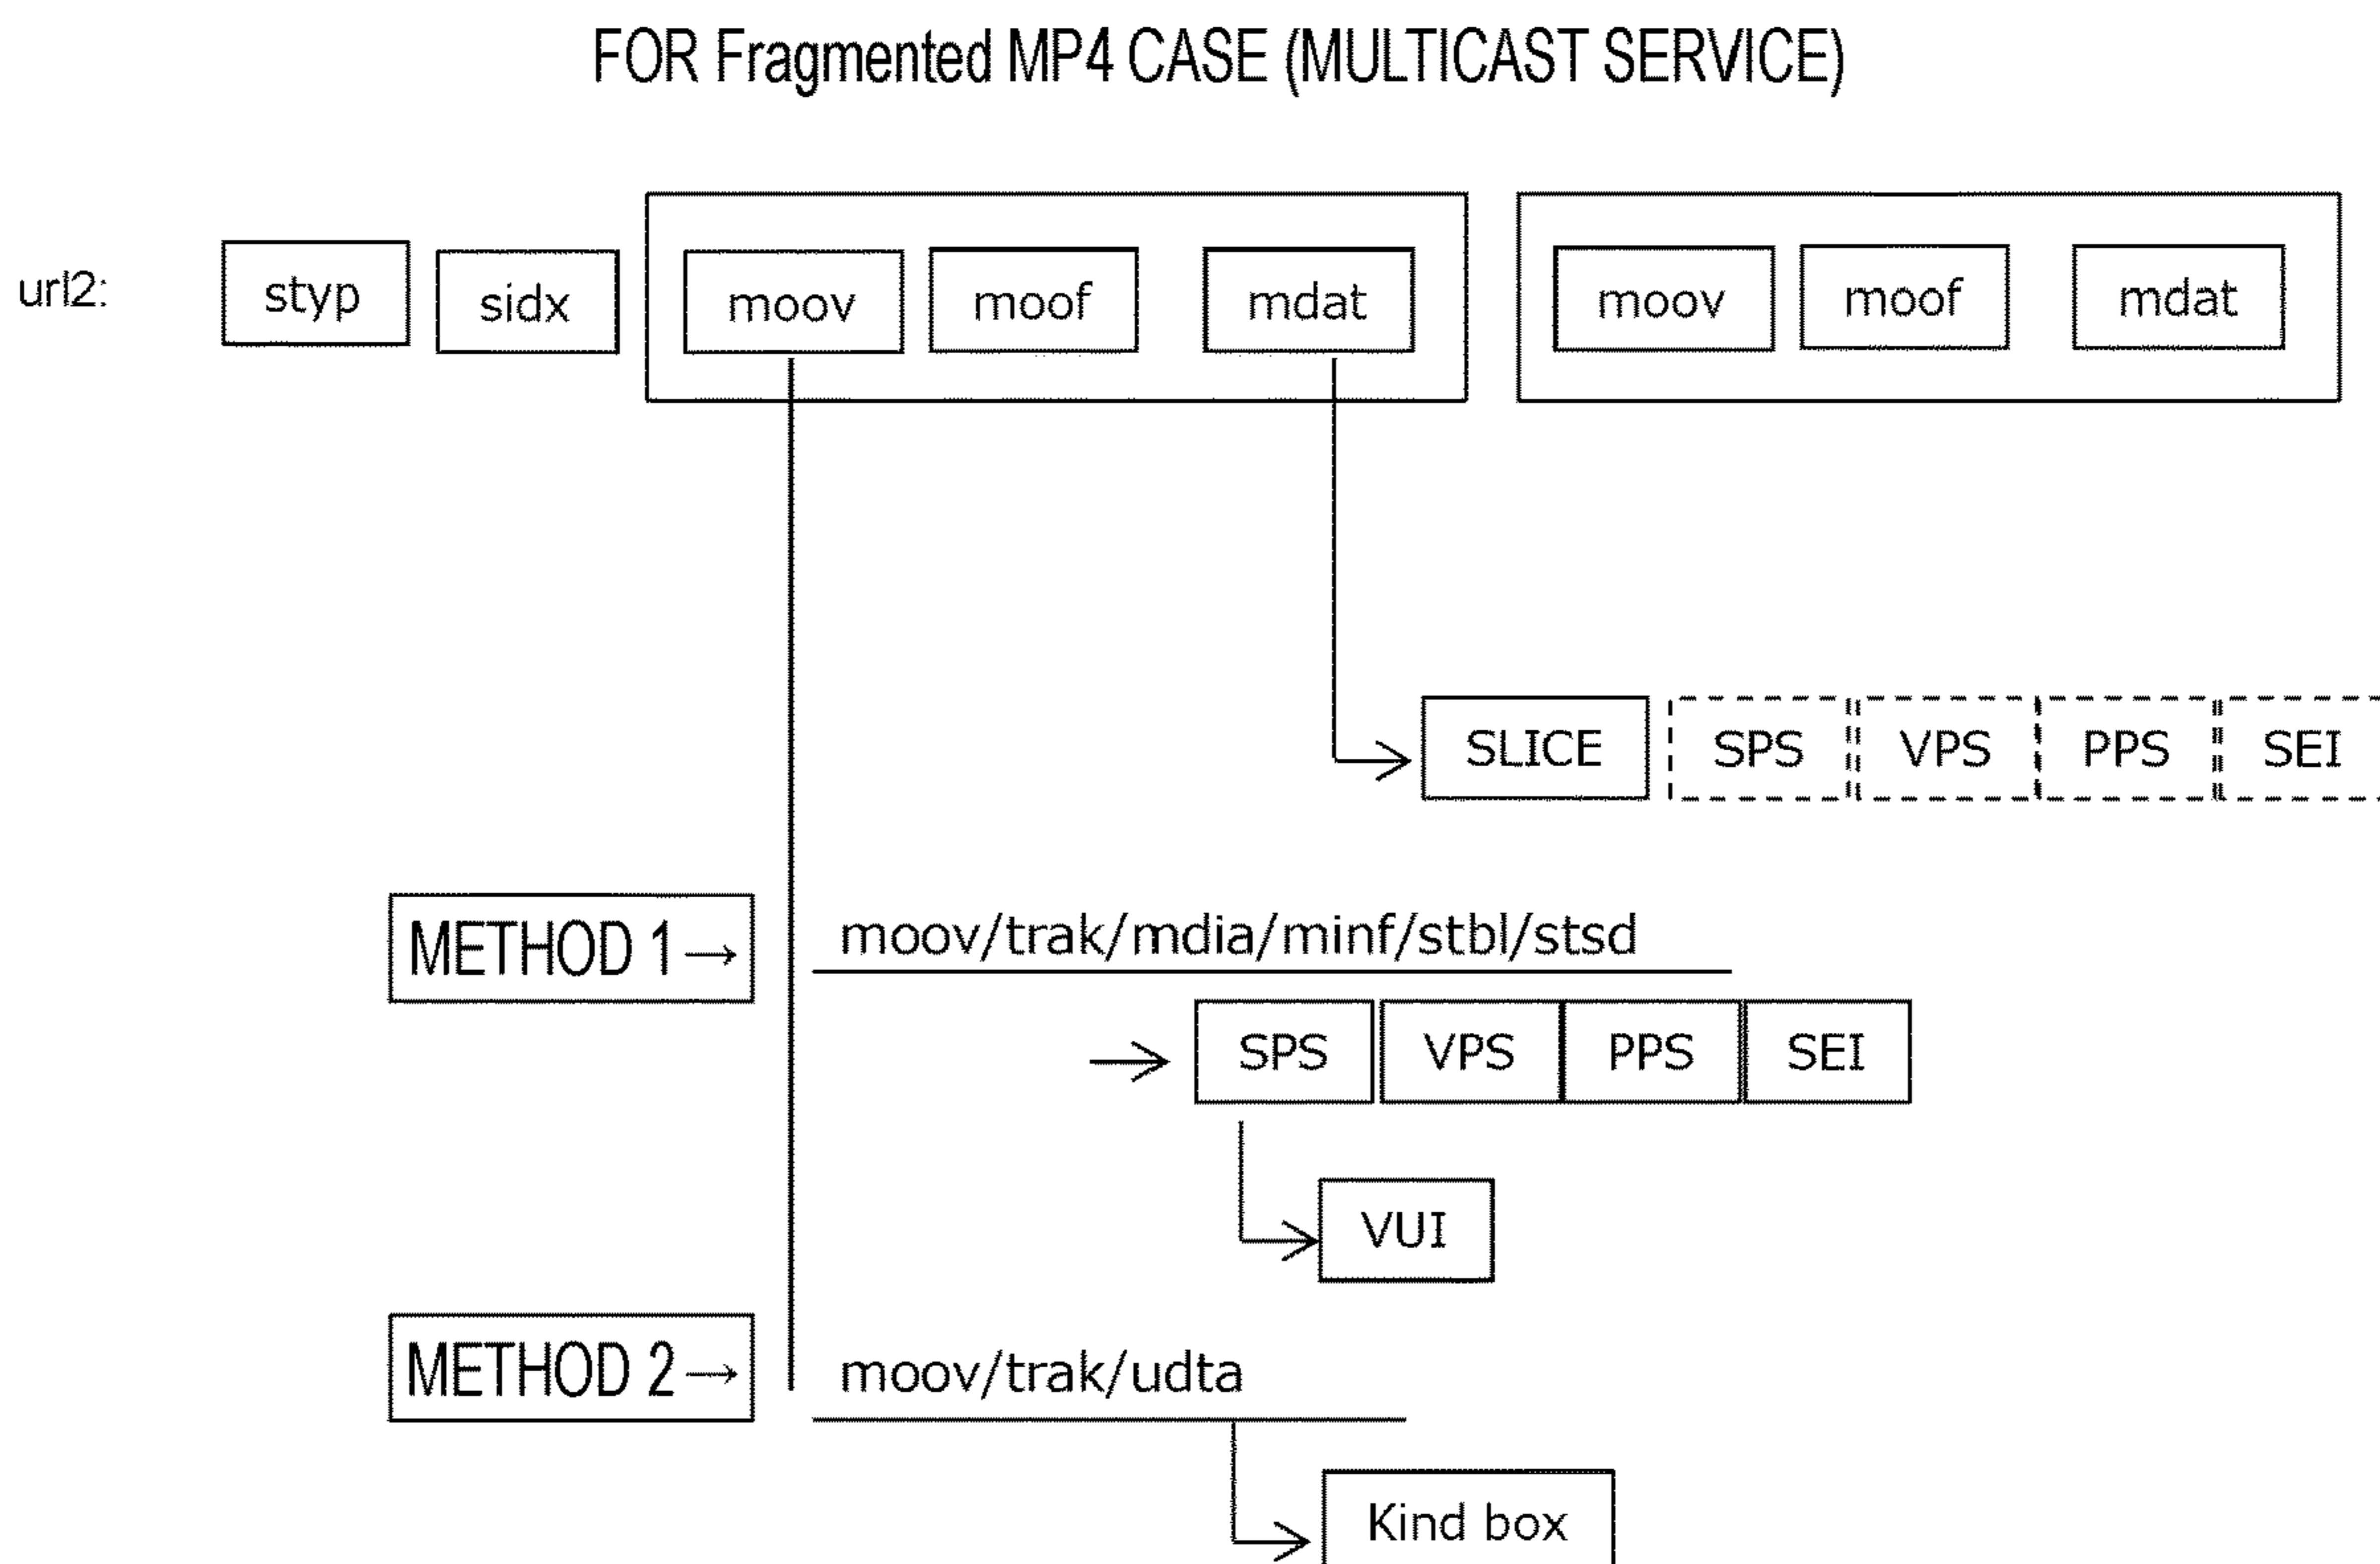 FOR Fragmented MP4 CASE (MULTICAST SERVICE)
url2: styp sidx moov moof mdat moov moof mdat
SLICE SPS VPS PPS SEI
METHOD 1→ moov/trak/mdia/minf/stbl/stsd
SPS VPS PPS SEI
VUI
METHOD 2→ moov/trak/udta
Kind box